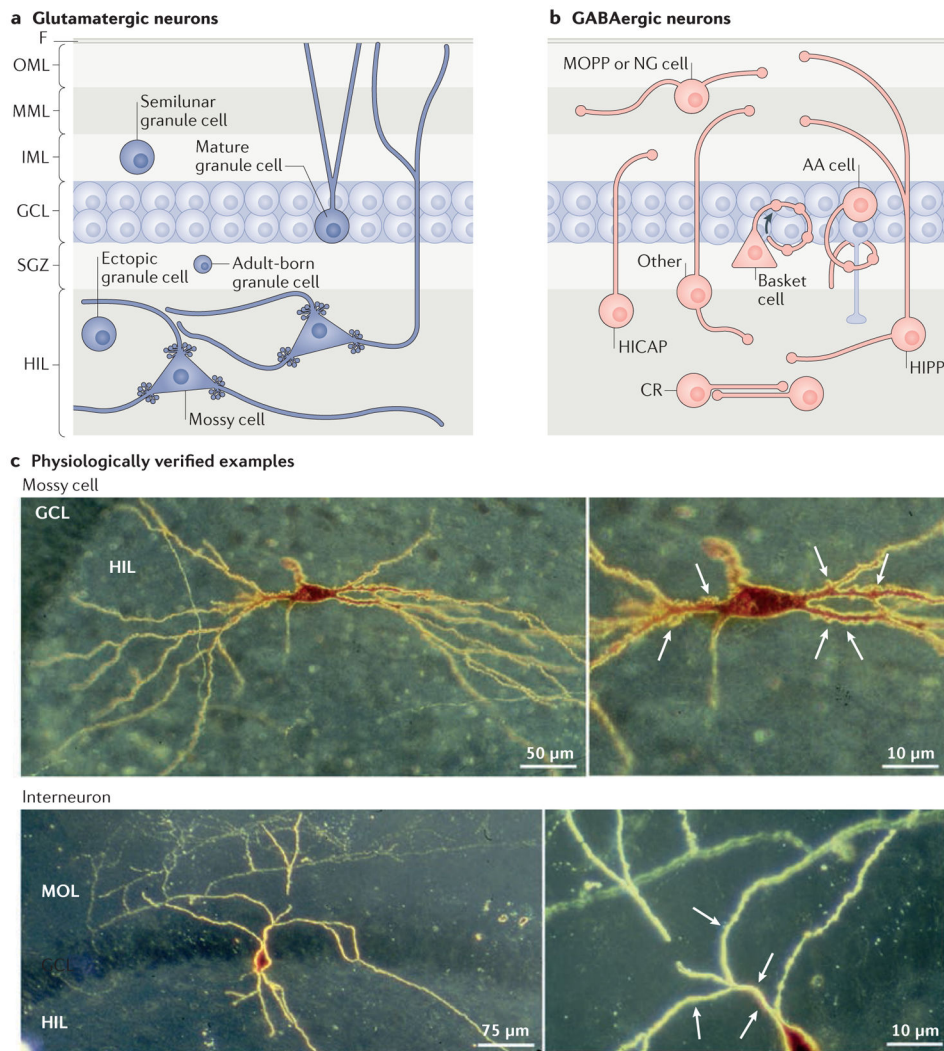 a Glutamatergic neurons
F
OML
MML
IML
GCL
SGZ
HIL
Semilunar
granule cell
Mature
granule cell
Ectopic
granule cell
Adult-born
granule cell
Mossy cell
b GABAergic neurons
MOPP or NG cell
AA cell
Other
Basket
cell
HICAP
HIPP
CR
c Physiologically verified examples
Mossy cell
GCL
HIL
50 µm
10 µm
Interneuron
MOL
GCL
HIL
75 µm
10 µm